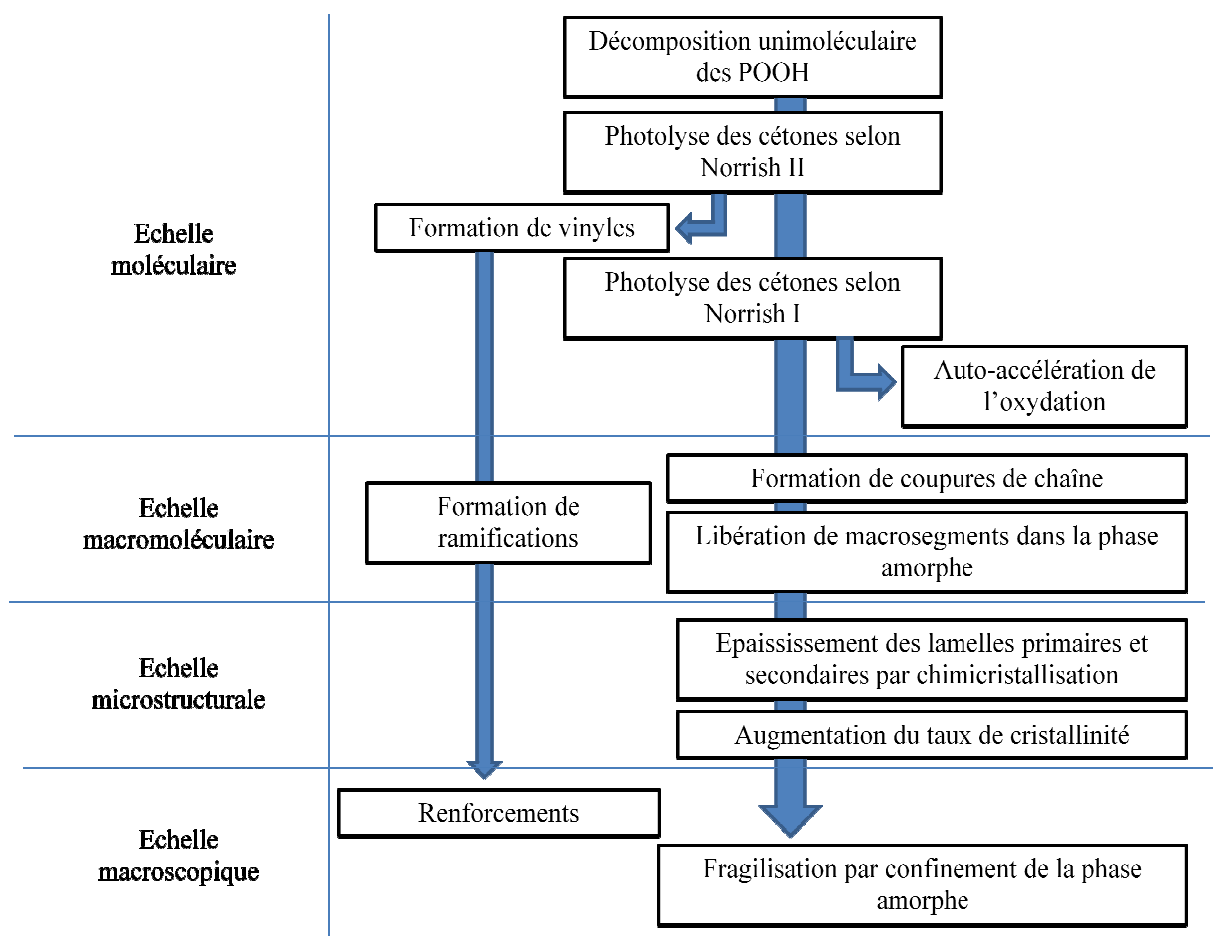 Décomposition unimoléculaire
des POOH
Photolyse des cétones selon
Norrish II
Formation de vinyles
Echelle
moléculaire
Photolyse des cétones selon
Norrish I
Auto-accélération de
l’oxydation
Formation de coupures de chaîne
Echelle
macromoléculaire
Formation de
ramifications
Libération de macrosegments dans la phase
amorphe
Echelle
microstructurale
Epaississement des lamelles primaires et
secondaires par chimicristallisation
Augmentation du taux de cristallinité
Echelle
macroscopique
Renforcements
Fragilisation par confinement de la phase
amorphe